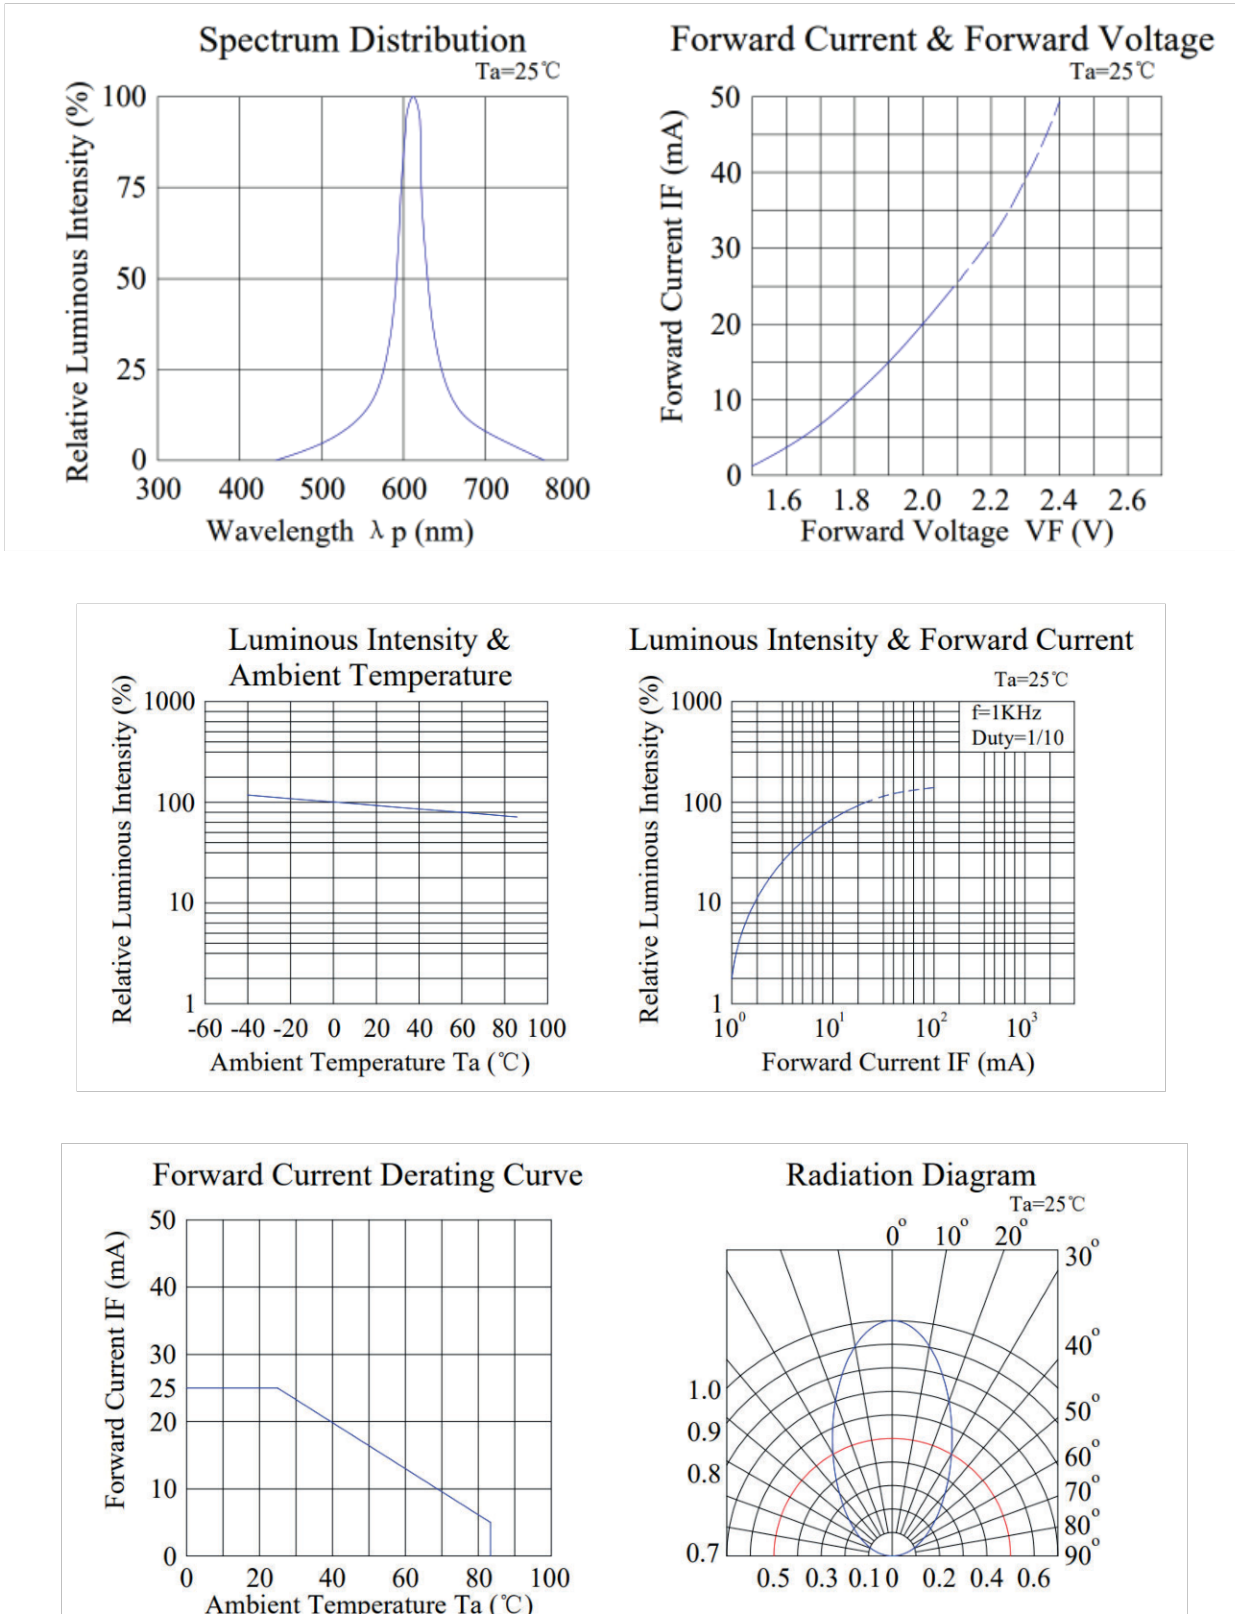 Spectrum Distribution
Ta=25℃
Relative Luminous Intensity (%)
100
75
50
25
0
300 400 500 600 700 800
Wavelength λ p (nm)
Forward Current & Forward Voltage
Ta=25℃
Forward Current IF (mA)
50
40
30
20
10
0
1.6 1.8 2.0 2.2 2.4 2.6
Forward Voltage VF (V)
Luminous Intensity &
Ambient Temperature
Relative Luminous Intensity (%)
1000
100
10
1
-60 -40 -20 0 20 40 60 80 100
Ambient Temperature Ta (℃)
Luminous Intensity & Forward Current
Ta=25℃
Relative Luminous Intensity (%)
1000
f=1KHz
Duty=1/10
100
10
1
10⁰ 10¹ 10² 10³
Forward Current IF (mA)
Forward Current Derating Curve
Forward Current IF (mA)
50
40
30
25
20
10
0
0 20 40 60 80 100
Ambient Temperature Ta (℃)
Radiation Diagram
Ta=25℃
0° 10° 20°
30°
40°
1.0
50°
0.9
60°
0.8
70°
80°
0.7 90°
0.5 0.3 0.1 0 0.2 0.4 0.6